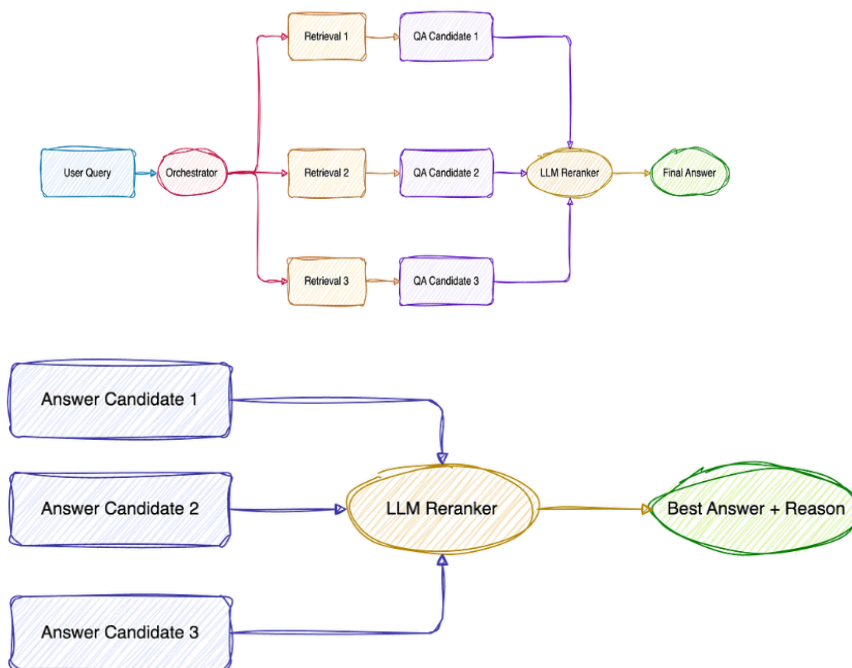 Retrieval 1
QA Candidate 1
User Query
Orchestrator
Retrieval 2
QA Candidate 2
LLM Reranker
Final Answer
Retrieval 3
QA Candidate 3
Answer Candidate 1
Answer Candidate 2
LLM Reranker
Best Answer + Reason
Answer Candidate 3